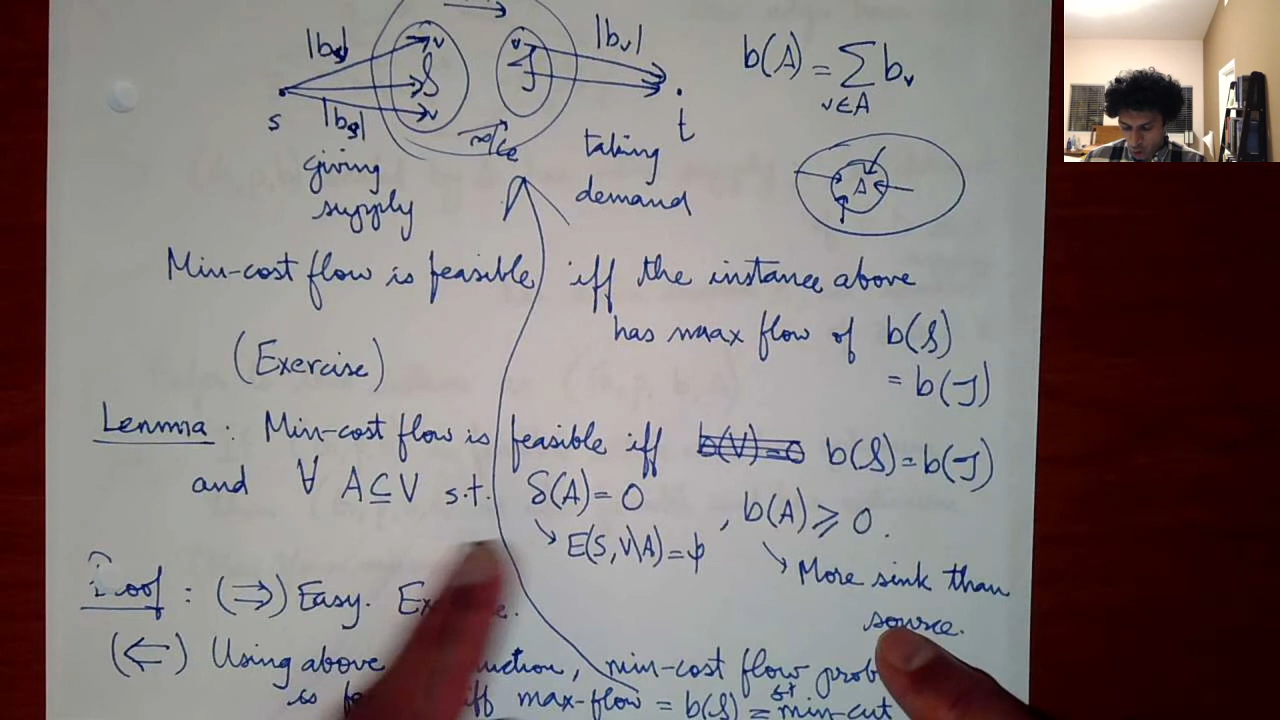 |b_s|
v
v
|b_v|
b(A) = Σ b_v
v∈A
S
T
s
|b_s|
v
t
∞
giving
supply
taking
demand
A
Min-cost flow is feasible iff the instance above
has max flow of b(S)
(Exercise)
= b(T)
Lemma : Min-cost flow is feasible iff b(V)=0 b(S)=b(T)
and ∀ A⊆V s.t. δ(A)=0 , b(A) ⩾ 0.
↘ E(S,V\A)=φ
↘ More sink than
source.
Proof : (⇒) Easy.
(⇐) Using above , min-cost flow
iff max-flow = b(S) = min-cut